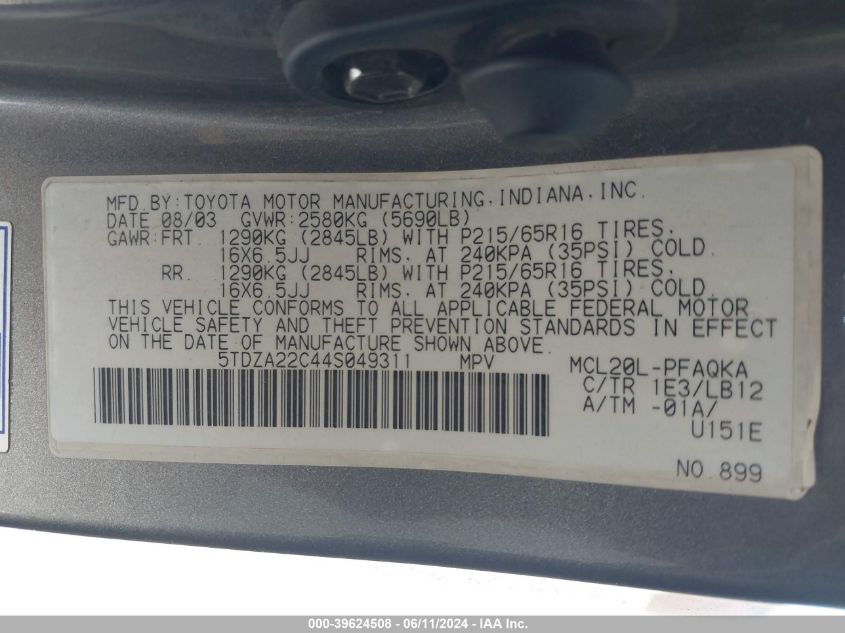 MFD.BY:TOYOTA MOTOR MANUFACTURING,INDIANA,INC.
DATE 08/03 GVWR:2580KG (5690LB)
GAWR:FRT. 1290KG (2845LB) WITH P215/65R16 TIRES,
16X6.5JJ RIMS, AT 240KPA (35PSI) COLD.
RR. 1290KG (2845LB) WITH P215/65R16 TIRES,
16X6.5JJ RIMS, AT 240KPA (35PSI) COLD.
THIS VEHICLE CONFORMS TO ALL APPLICABLE FEDERAL MOTOR
VEHICLE SAFETY AND THEFT PREVENTION STANDARDS IN EFFECT
ON THE DATE OF MANUFACTURE SHOWN ABOVE.
5TDZA22C44S049311 MPV MCL20L-PFAQKA
C/TR 1E3/LB12
A/TM -01A/
U151E
NO.899
000-39624508 - 06/11/2024 - IAA Inc.